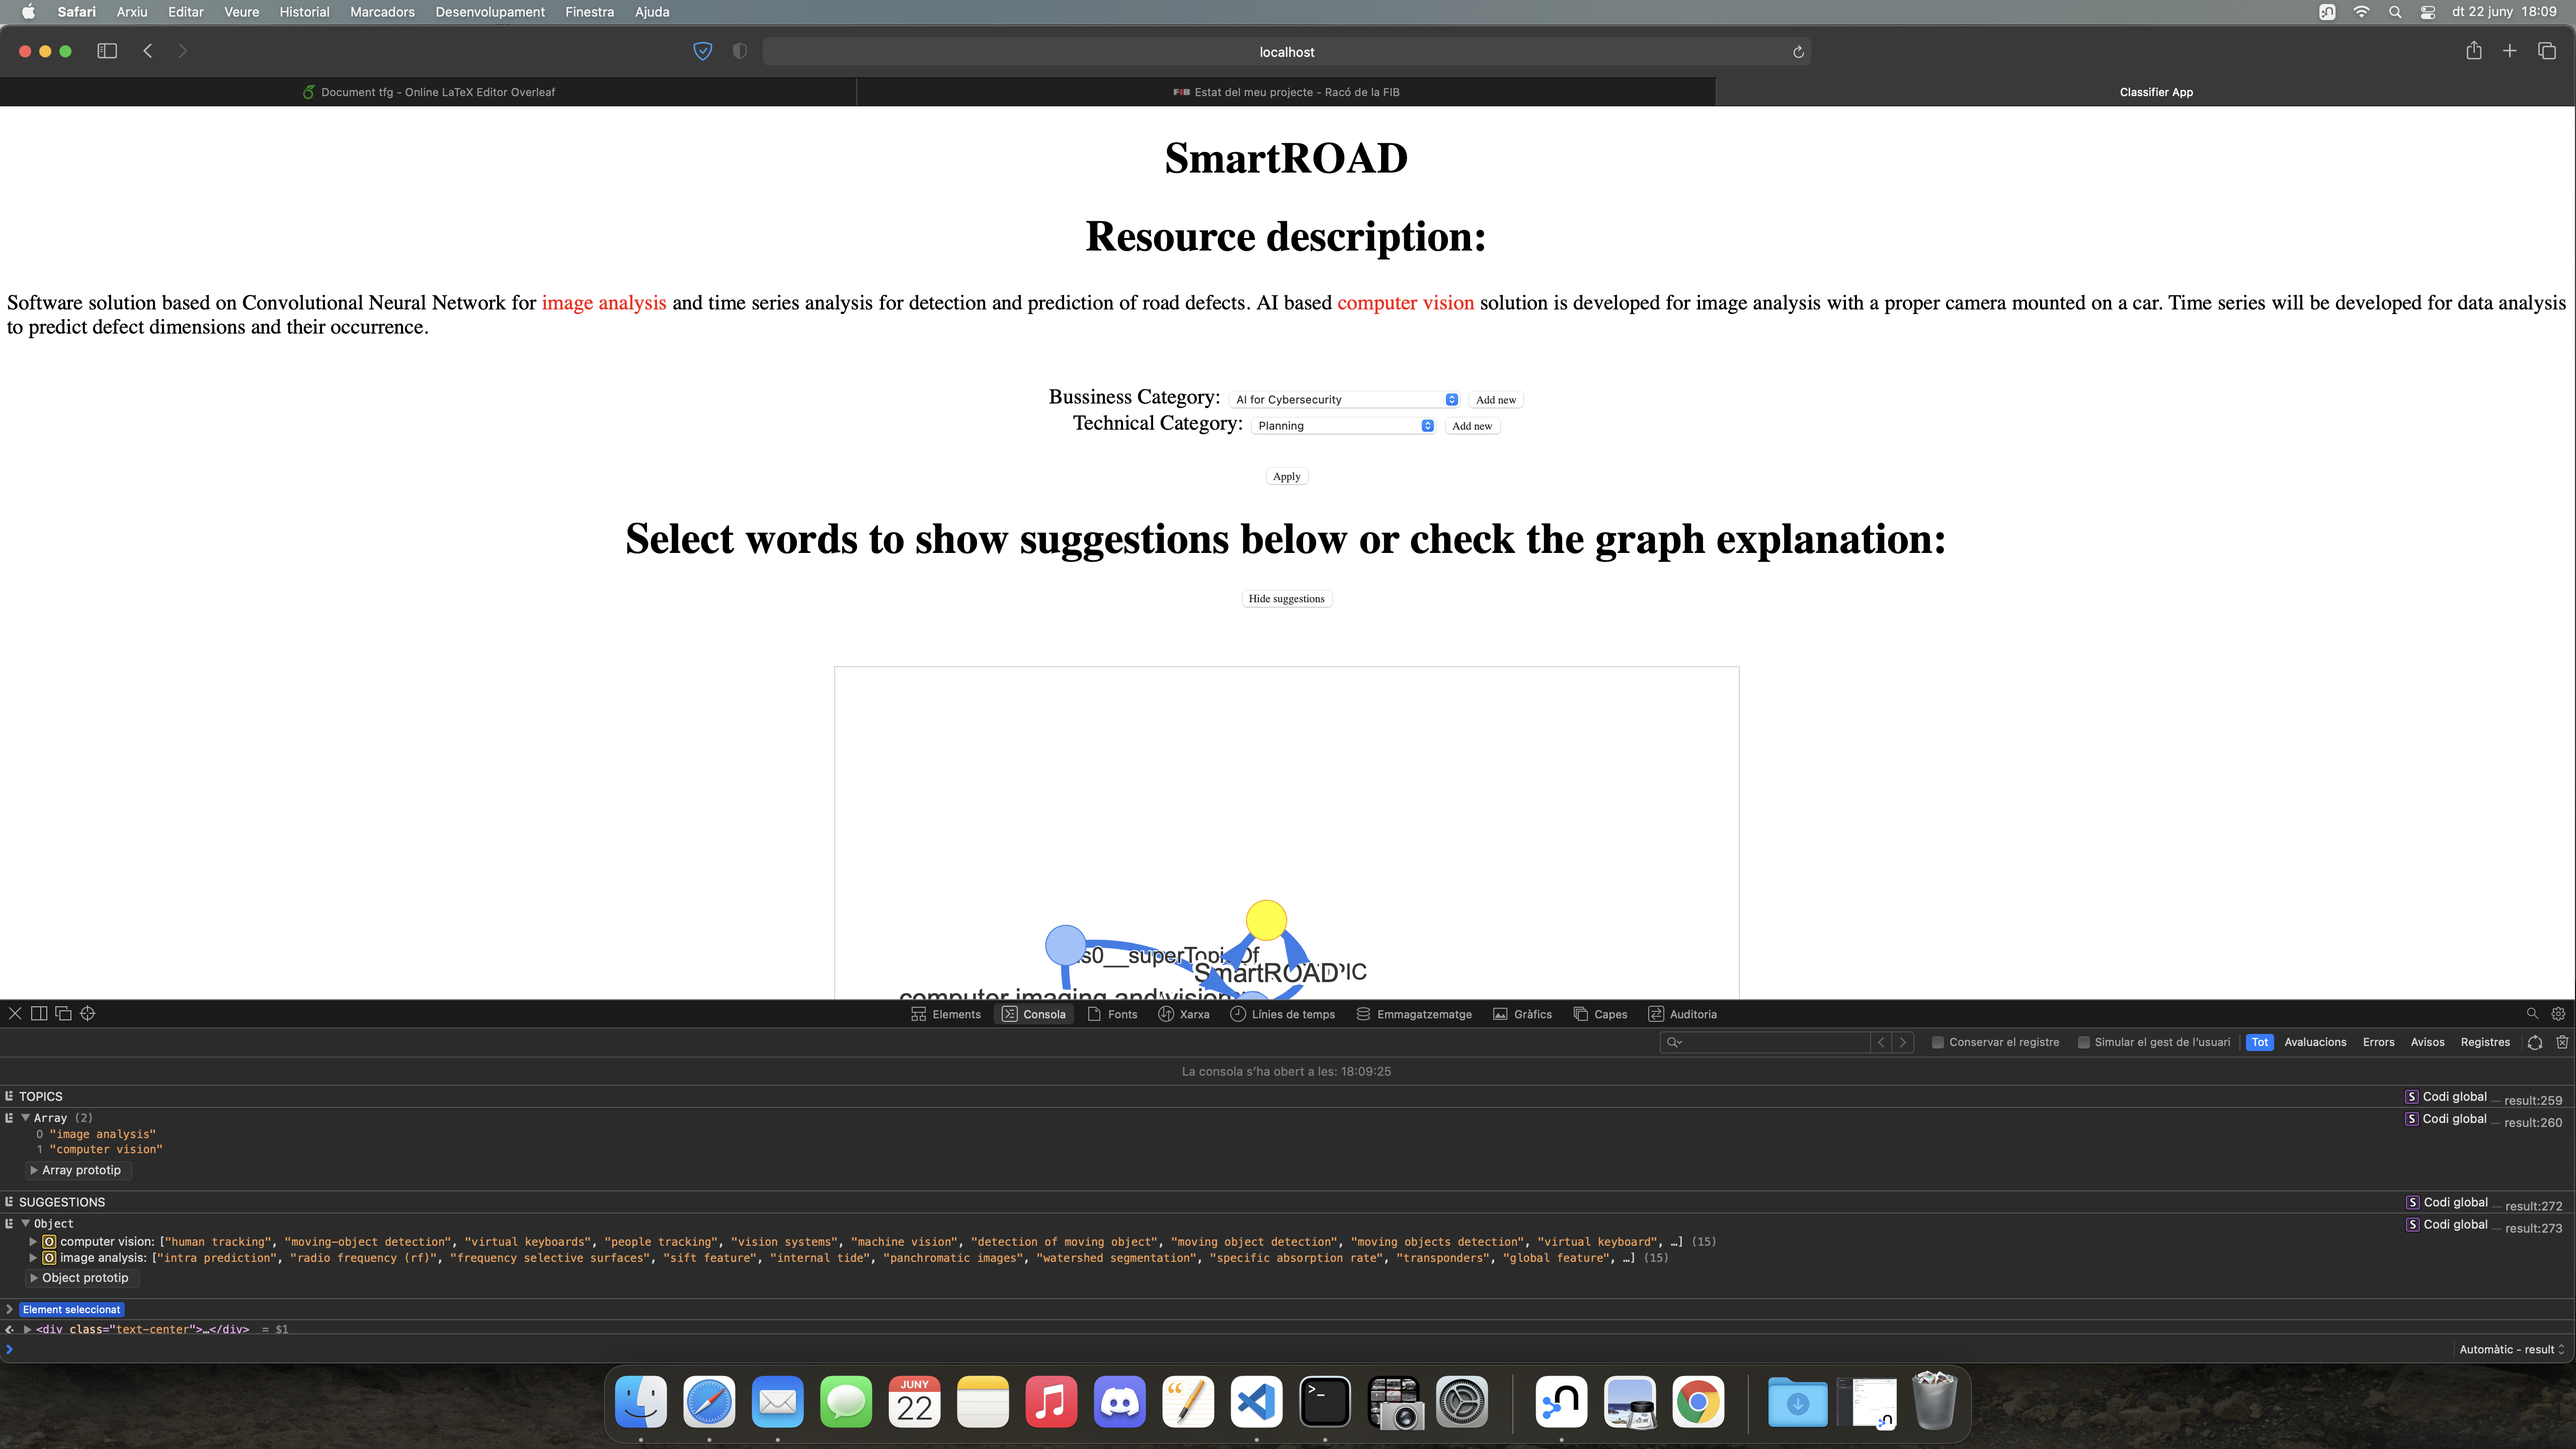 Safari Arxiu Editar Veure Historial Marcadors Desenvolupament Finestra Ajuda dt 22 juny 18:09
localhost
Document tfg - Online LaTeX Editor Overleaf
Estat del meu projecte - Racó de la FIB
Classifier App
SmartROAD
Resource description:
Software solution based on Convolutional Neural Network for image analysis and time series analysis for detection and prediction of road defects. AI based computer vision solution is developed for image analysis with a proper camera mounted on a car. Time series will be developed for data analysis
to predict defect dimensions and their occurrence.
Bussiness Category: AI for Cybersecurity Add new
Technical Category: Planning Add new
Apply
Select words to show suggestions below or check the graph explanation:
Hide suggestions
ns0__superTopicOf
SmartROAD
PIC
computer imaging and vision
Elements Consola Fonts Xarxa Línies de temps Emmagatzematge Gràfics Capes Auditoria
Conservar el registre Simular el gest de l'usuari Tot Avaluacions Errors Avisos Registres
La consola s'ha obert a les: 18:09:25
TOPICS Codi global — result:259
Array (2) Codi global — result:260
0 "image analysis"
1 "computer vision"
Array prototip
SUGGESTIONS Codi global — result:272
Object Codi global — result:273
computer vision: ["human tracking", "moving-object detection", "virtual keyboards", "people tracking", "vision systems", "machine vision", "detection of moving object", "moving object detection", "moving objects detection", "virtual keyboard", …] (15)
image analysis: ["intra prediction", "radio frequency (rf)", "frequency selective surfaces", "sift feature", "internal tide", "panchromatic images", "watershed segmentation", "specific absorption rate", "transponders", "global feature", …] (15)
Object prototip
Element seleccionat
<div class="text-center">…</div> = $1
Automàtic - result
JUNY
22